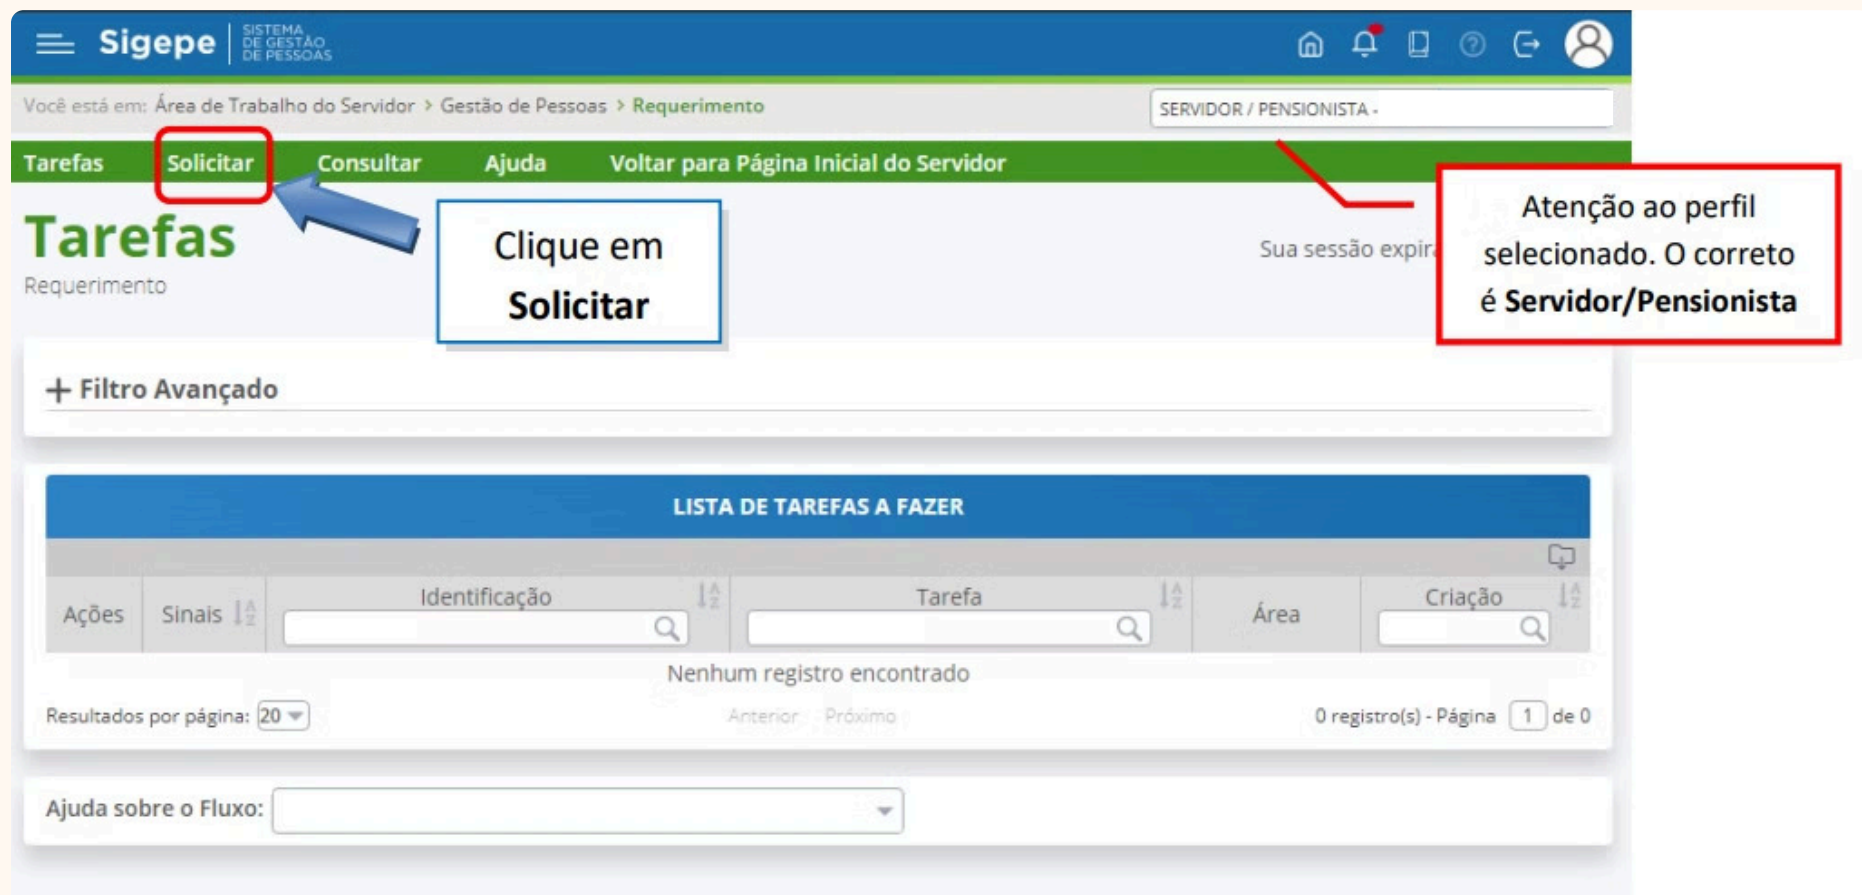 Sigepe
SISTEMA
DE GESTÃO
DE PESSOAS
Você está em: Área de Trabalho do Servidor > Gestão de Pessoas > Requerimento
SERVIDOR / PENSIONISTA -
Tarefas Solicitar Consultar Ajuda Voltar para Página Inicial do Servidor
Tarefas
Requerimento
Clique em
Solicitar
Sua sessão expira
Atenção ao perfil
selecionado. O correto
é Servidor/Pensionista
+ Filtro Avançado
LISTA DE TAREFAS A FAZER
Ações Sinais Identificação Tarefa Área Criação
Nenhum registro encontrado
Resultados por página: 20 Anterior Próximo 0 registro(s) - Página 1 de 0
Ajuda sobre o Fluxo: